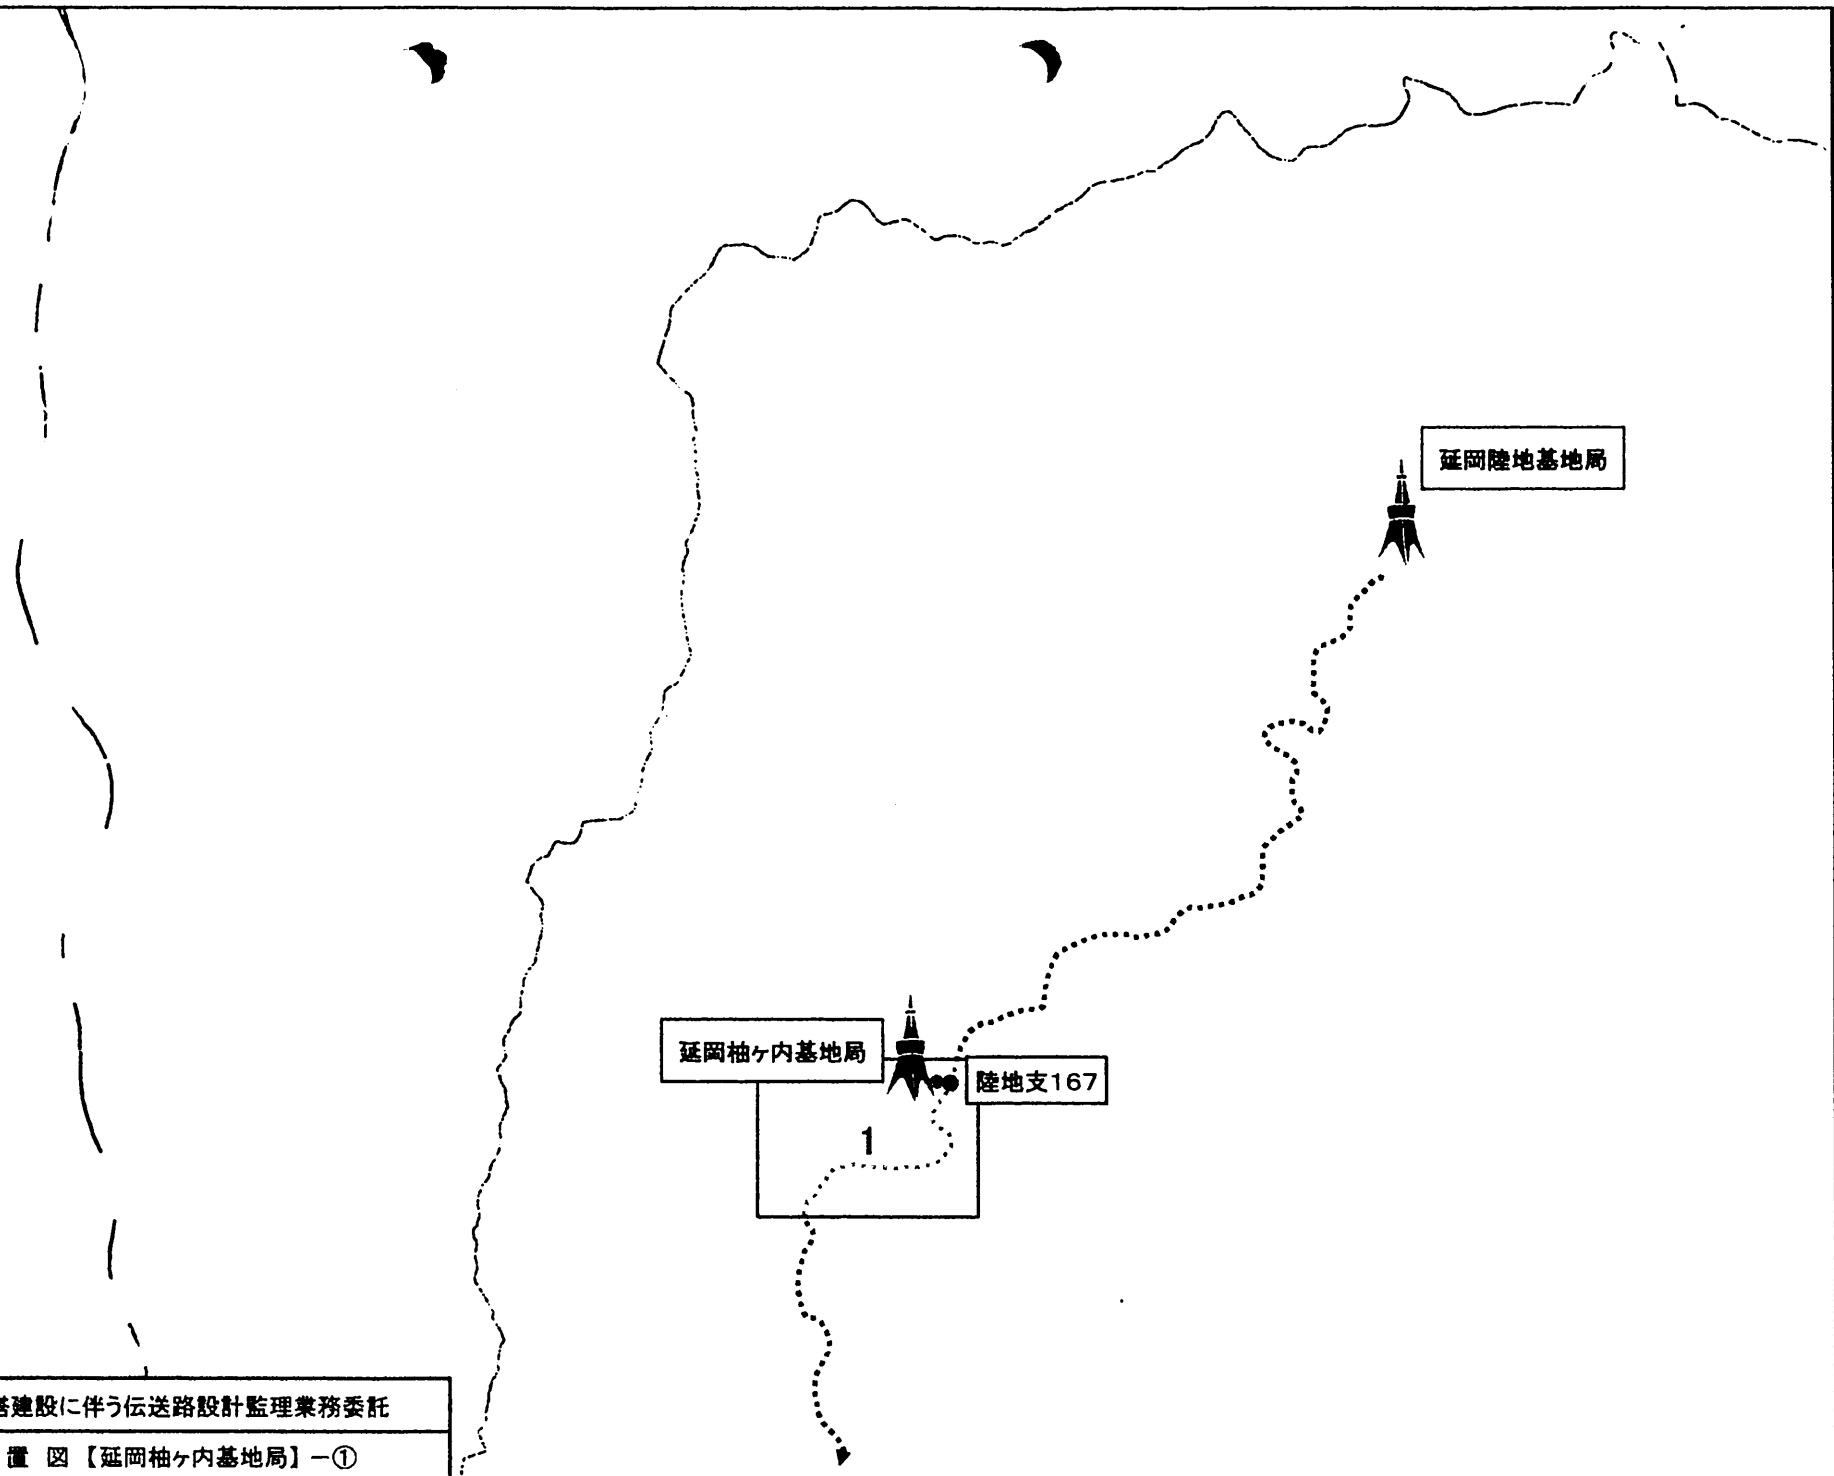 延岡陸地基地局
延岡柚ヶ内基地局
陸地支167
1
建設に伴う伝送路設計監理業務委託
置 図【延岡柚ヶ内基地局】－①